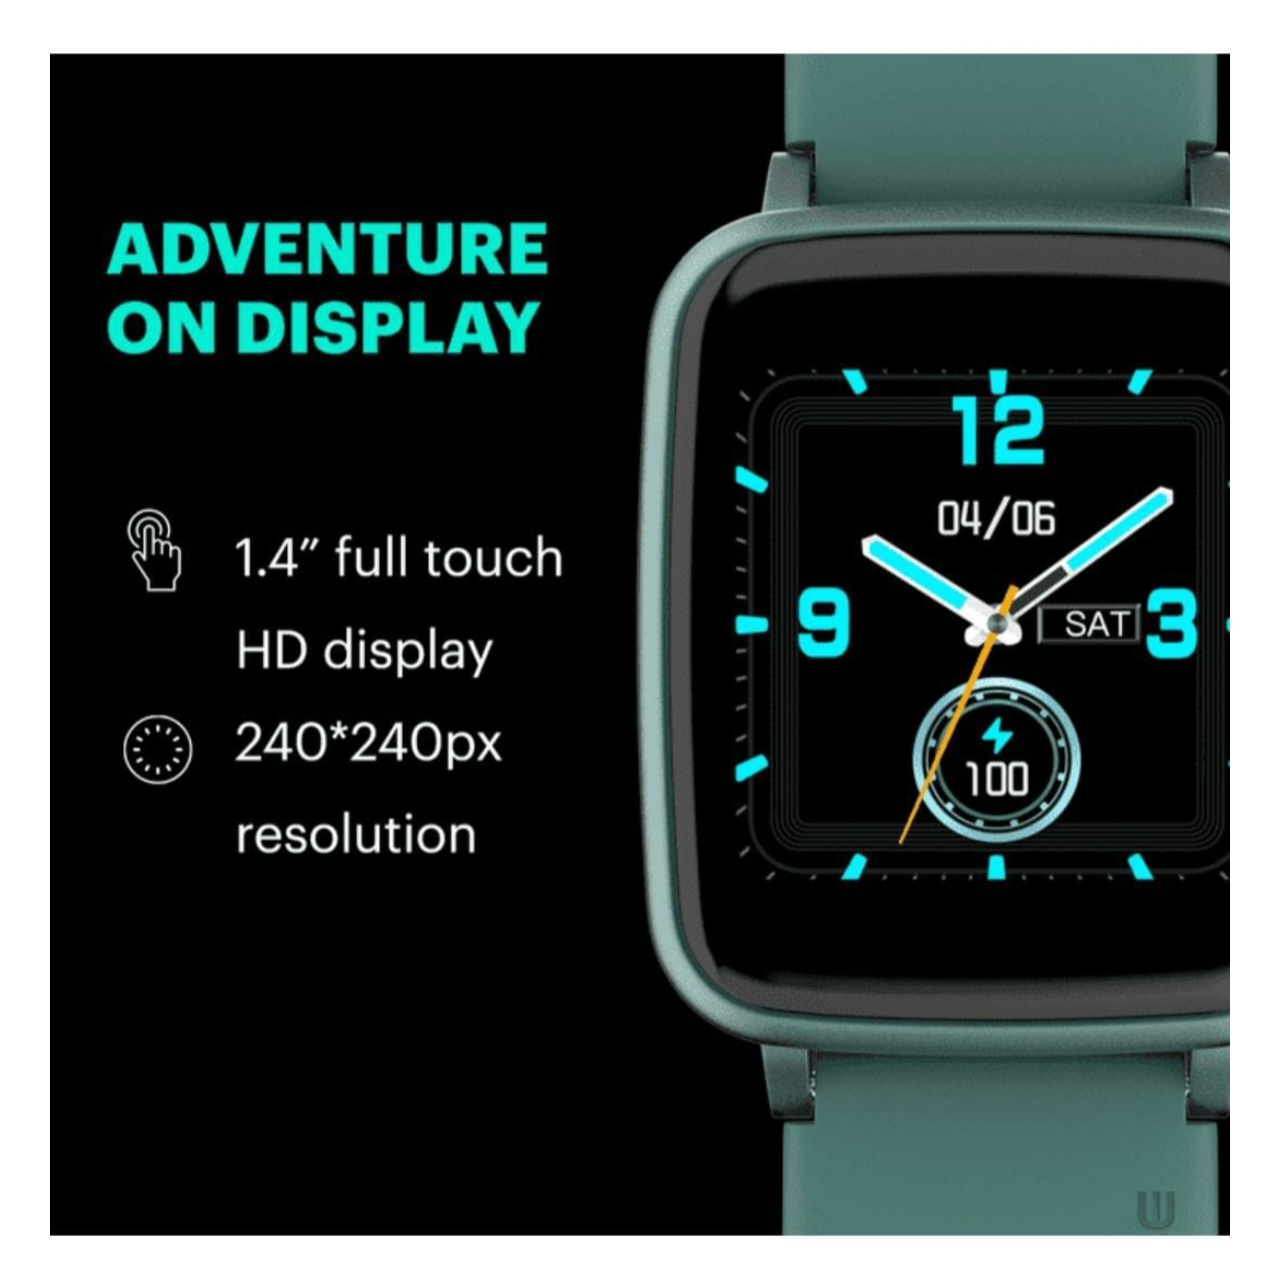 ADVENTURE
ON DISPLAY
1.4″ full touch
HD display
240*240px
resolution
12
04/06
9
SAT 3
100